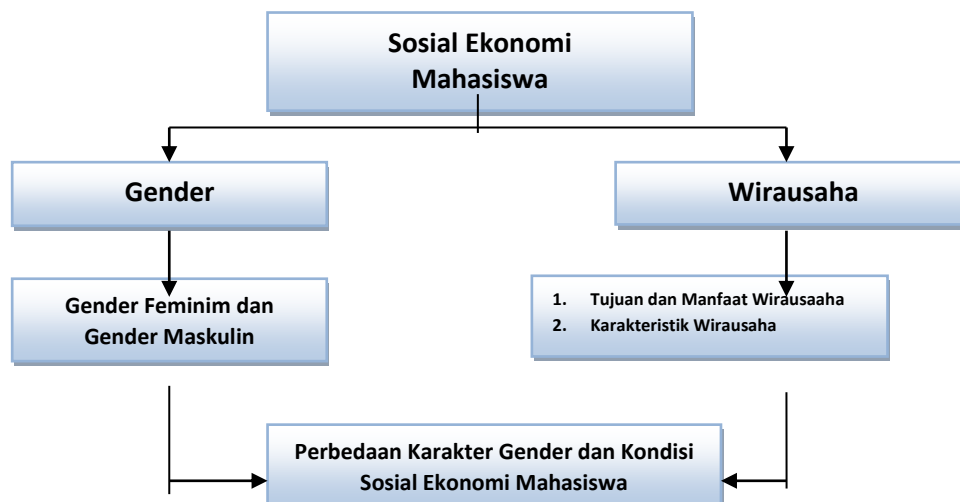 Sosial Ekonomi
Mahasiswa
Gender
Wirausaha
Gender Feminim dan
Gender Maskulin
1. Tujuan dan Manfaat Wirausaaha
2. Karakteristik Wirausaha
Perbedaan Karakter Gender dan Kondisi
Sosial Ekonomi Mahasiswa